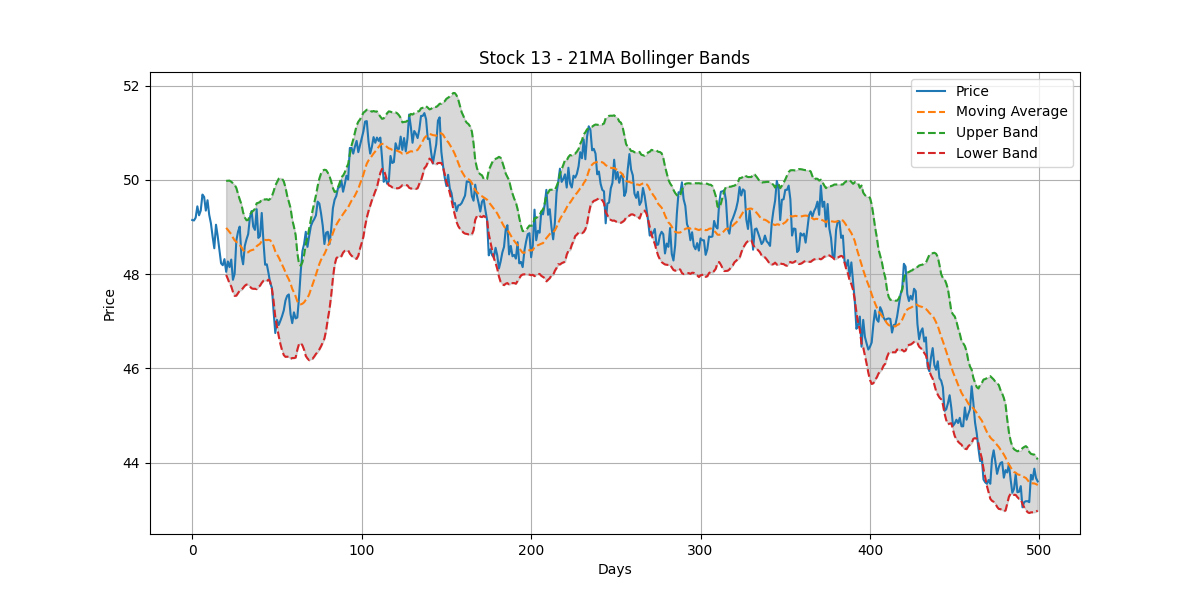 Stock 13 - 21MA Bollinger Bands
Price
Moving Average
Upper Band
Lower Band
52
50
48
46
44
Price
0 100 200 300 400 500
Days